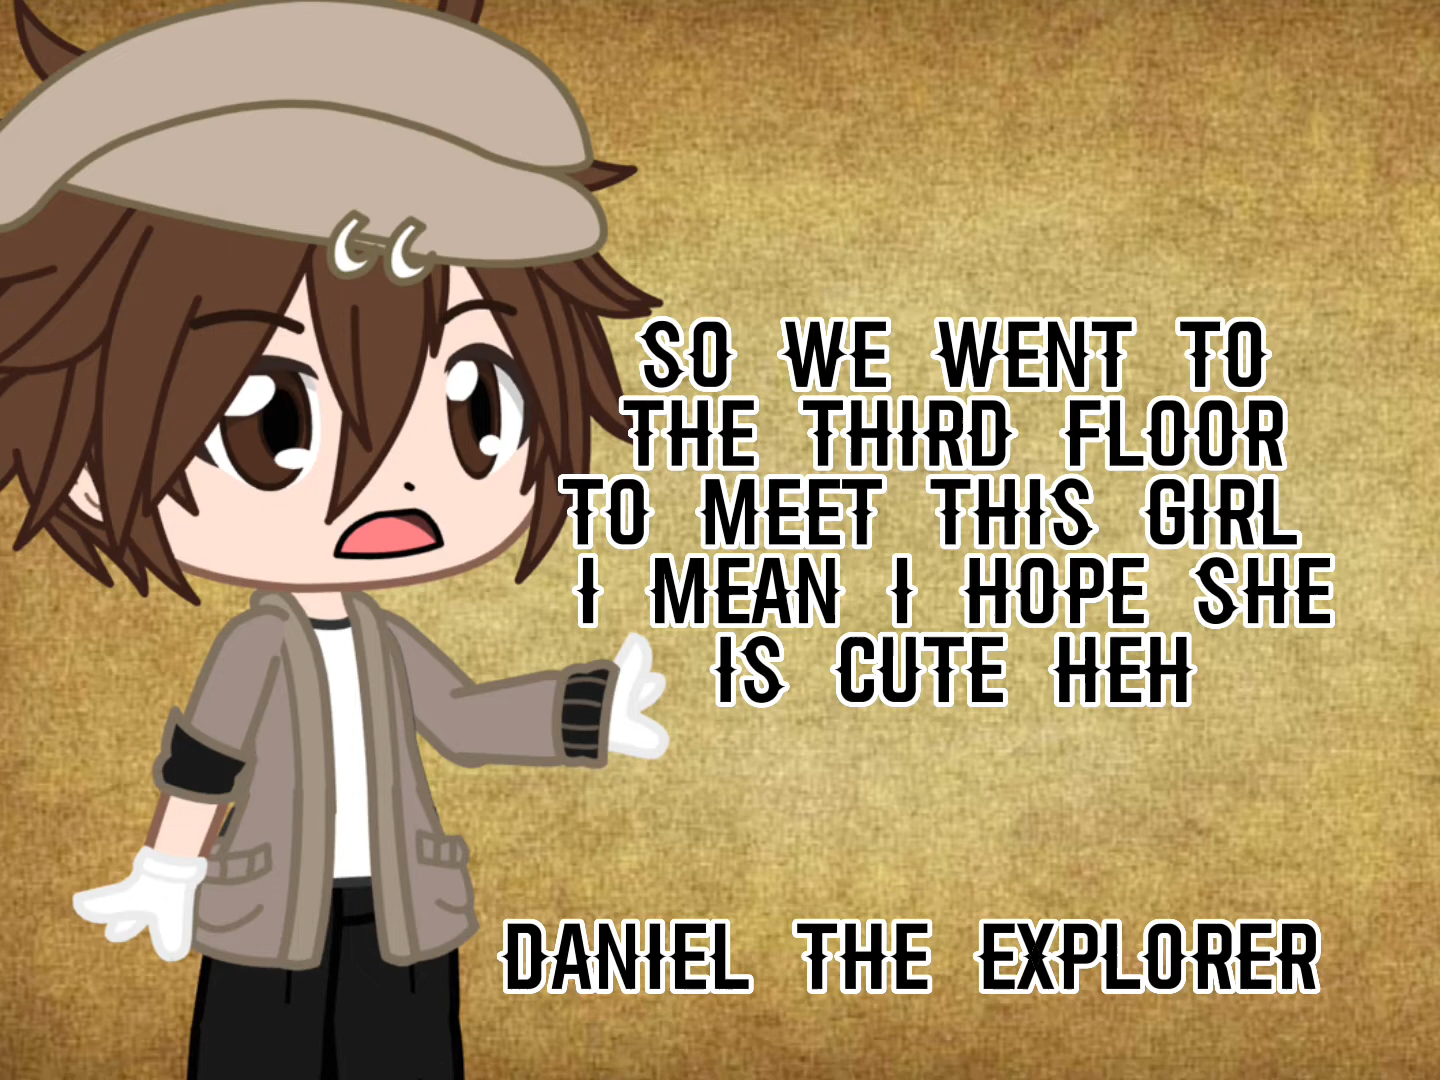 SO WE WENT TO
THE THIRD FLOOR
TO MEET THIS GIRL
I MEAN I HOPE SHE
IS CUTE HEH
DANIEL THE EXPLORER